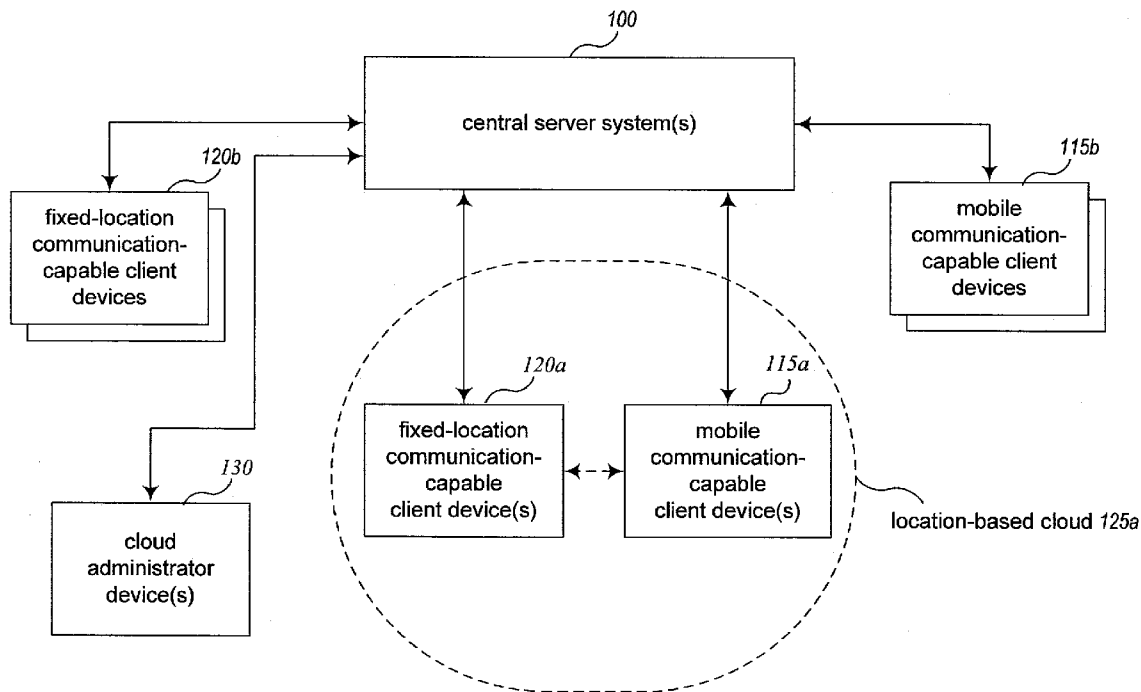 100
central server system(s)
120b
fixed-location
communication-
capable client
devices
115b
mobile
communication-
capable client
devices
120a
fixed-location
communication-
capable
client device(s)
115a
mobile
communication-
capable
client device(s)
location-based cloud 125a
130
cloud
administrator
device(s)